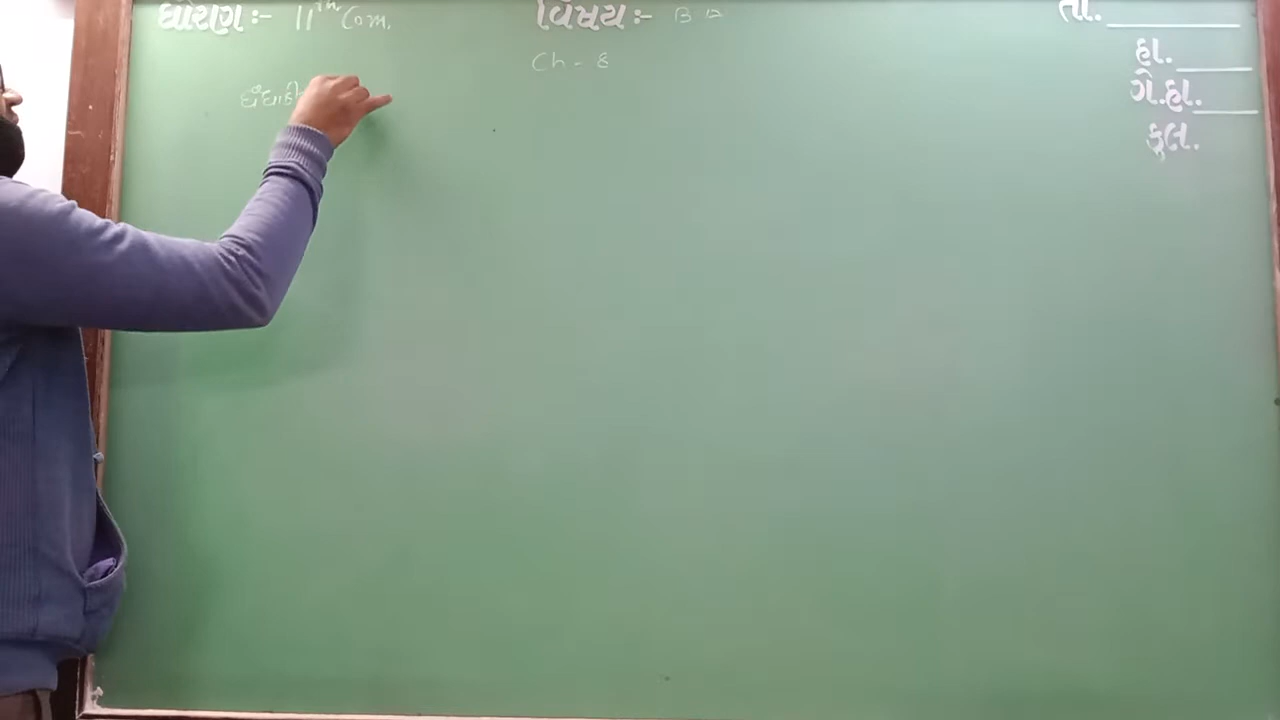 ધોરણ:- 11th Com. વિષય:- B A તા.
Ch - 8 હા.
ધંધાકી ગે.હા.
કુલ.